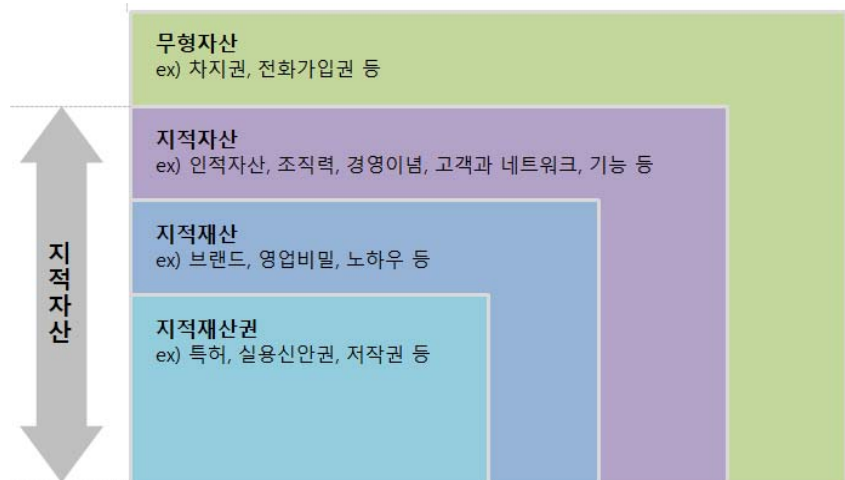 무형자산
ex) 차지권, 전화가입권 등
지적자산
ex) 인적자산, 조직력, 경영이념, 고객과 네트워크, 기능 등
지적재산
ex) 브랜드, 영업비밀, 노하우 등
지적재산권
ex) 특허, 실용신안권, 저작권 등
지적자산